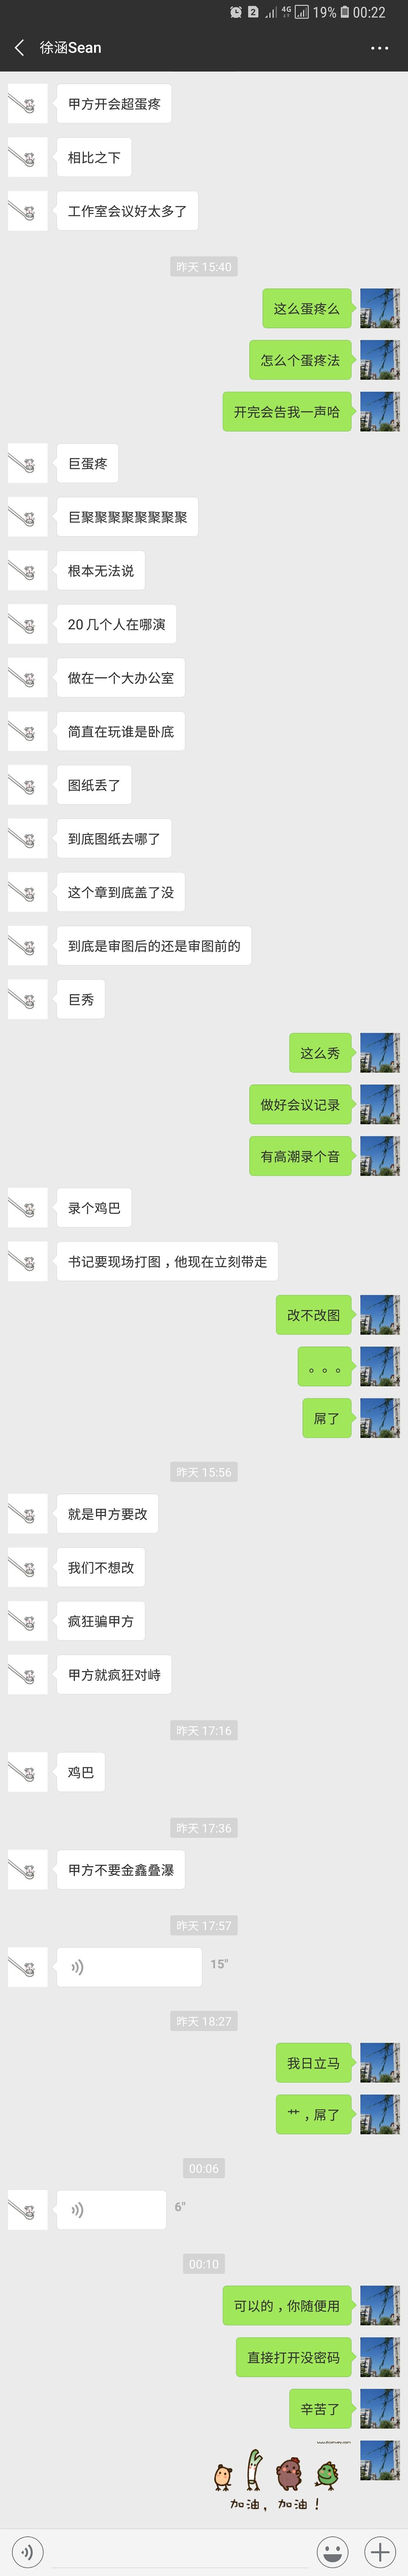 2 4G 19% 00:22
徐涵Sean
甲方开会超蛋疼
相比之下
工作室会议好太多了
昨天 15:40
这么蛋疼么
怎么个蛋疼法
开完会告我一声哈
巨蛋疼
巨聚聚聚聚聚聚聚聚
根本无法说
20几个人在哪演
做在一个大办公室
简直在玩谁是卧底
图纸丢了
到底图纸去哪了
这个章到底盖了没
到底是审图后的还是审图前的
巨秀
这么秀
做好会议记录
有高潮录个音
录个鸡巴
书记要现场打图，他现在立刻带走
改不改图
。。。
屌了
昨天 15:56
就是甲方要改
我们不想改
疯狂骗甲方
甲方就疯狂对峙
昨天 17:16
鸡巴
昨天 17:36
甲方不要金鑫叠瀑
昨天 17:57
15"
昨天 18:27
我日立马
艹，屌了
00:06
6"
00:10
可以的，你随便用
直接打开没密码
辛苦了
加油，加油！